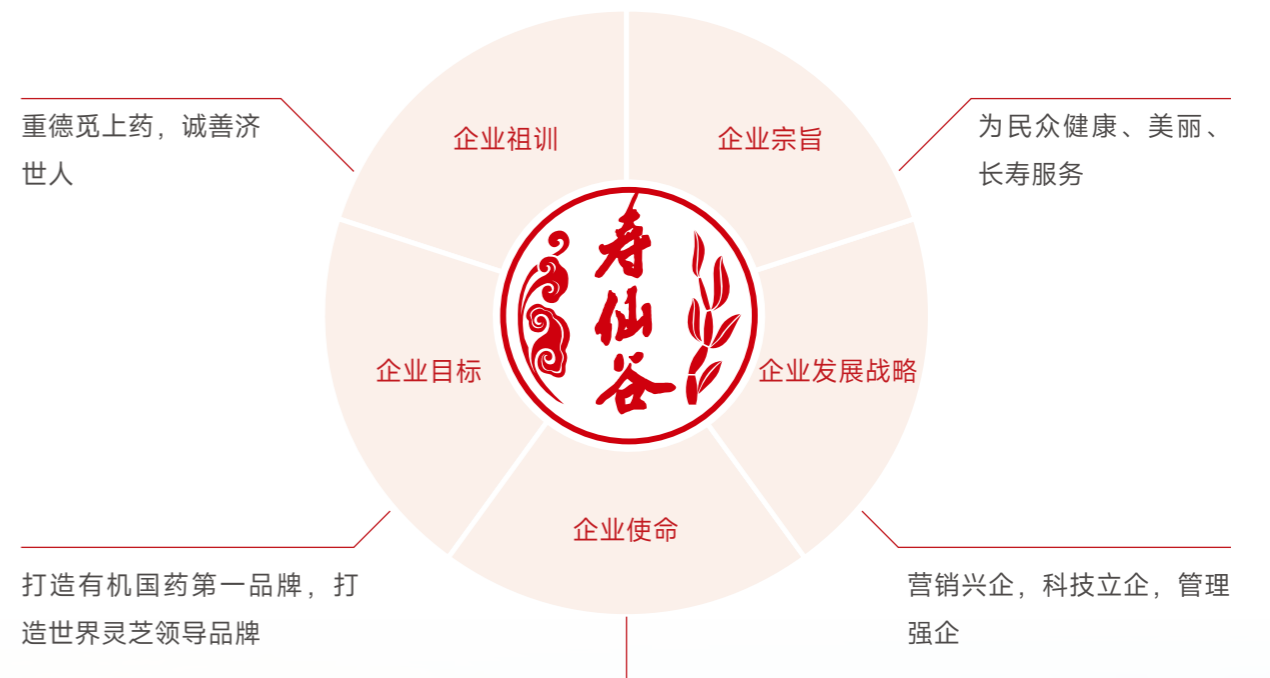 企业祖训
重德觅上药，诚善济
世人
企业宗旨
为民众健康、美丽、
长寿服务
寿
仙
谷
企业目标
打造有机国药第一品牌，打
造世界灵芝领导品牌
企业发展战略
营销兴企，科技立企，管理
强企
企业使命